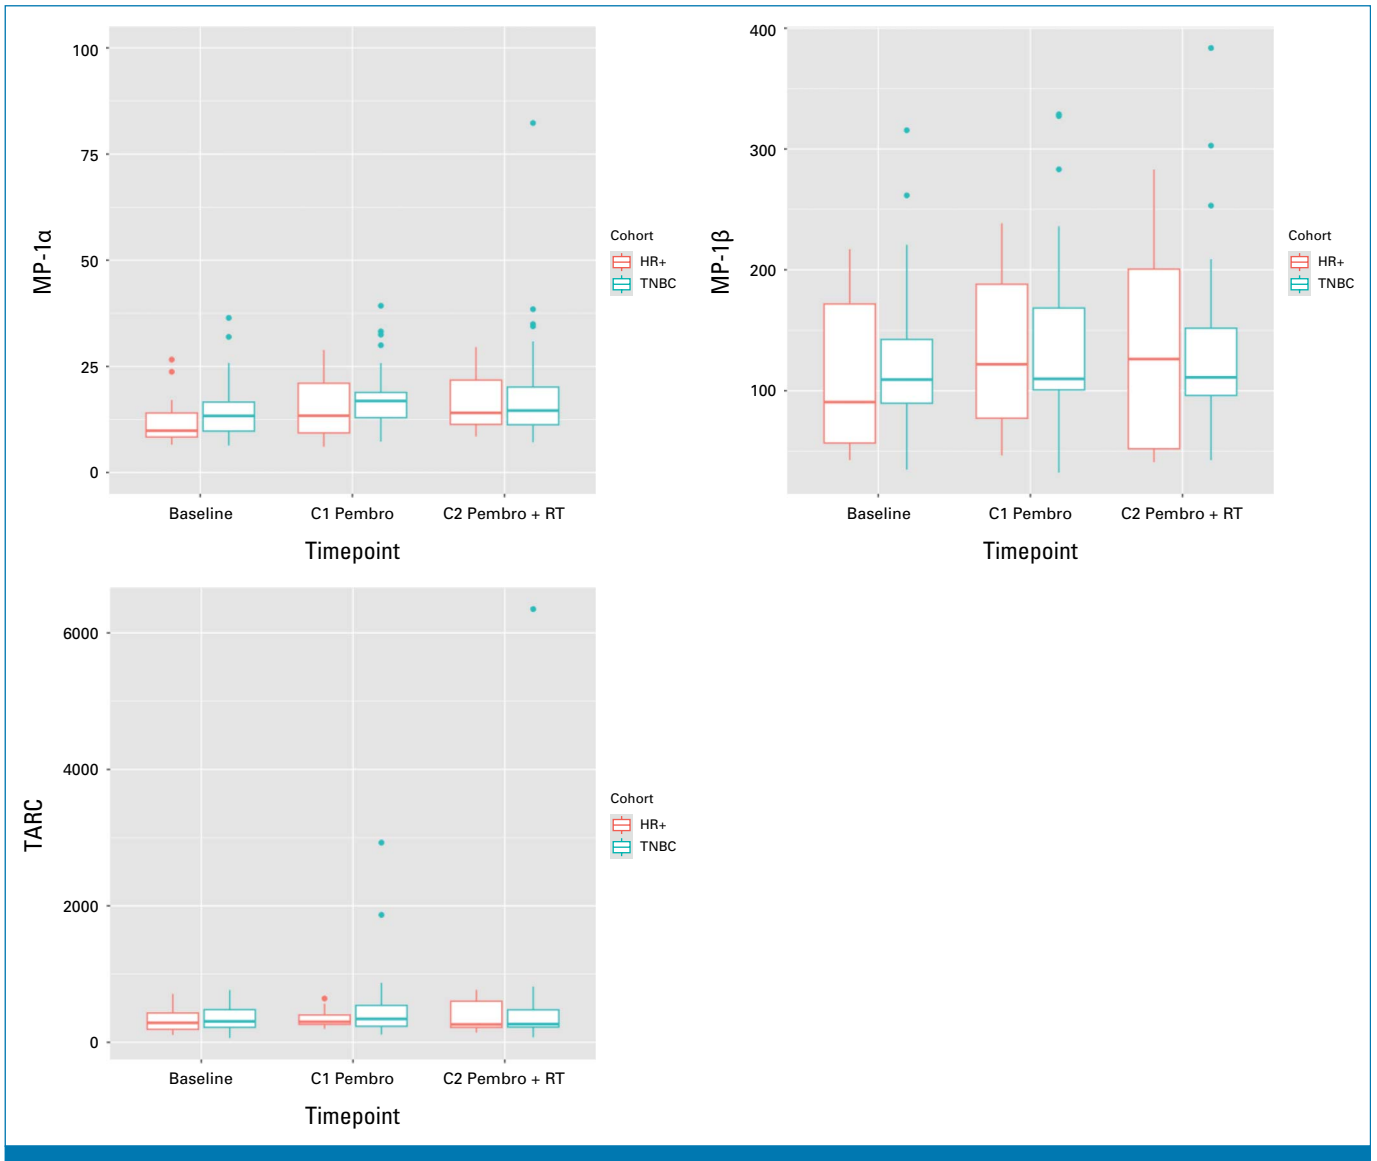 100
75
50
25
0
MP-1α
Baseline
C1 Pembro
C2 Pembro + RT
Timepoint
Cohort
HR+
TNBC
400
300
200
100
MP-1β
Baseline
C1 Pembro
C2 Pembro + RT
Timepoint
Cohort
HR+
TNBC
6000
4000
2000
0
TARC
Baseline
C1 Pembro
C2 Pembro + RT
Timepoint
Cohort
HR+
TNBC